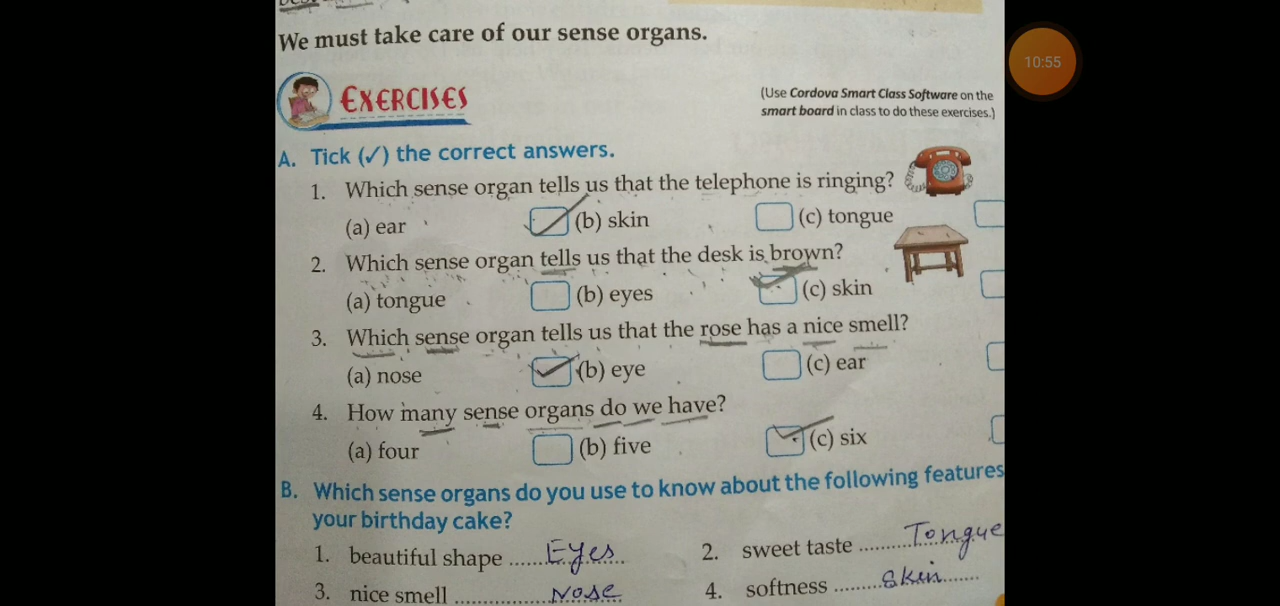 We must take care of our sense organs.
10:55
EXERCISES
(Use Cordova Smart Class Software on the
smart board in class to do these exercises.)
A. Tick (✓) the correct answers.
1. Which sense organ tells us that the telephone is ringing?
(a) ear ✓ (b) skin (c) tongue
2. Which sense organ tells us that the desk is brown?
(a) tongue (b) eyes ✓ (c) skin
3. Which sense organ tells us that the rose has a nice smell?
(a) nose ✓ (b) eye (c) ear
4. How many sense organs do we have?
(a) four (b) five ✓ (c) six
B. Which sense organs do you use to know about the following features
your birthday cake?
1. beautiful shape ......Eyes...... 2. sweet taste ..........Tongue
3. nice smell ..........Nose...... 4. softness ..........Skin..........